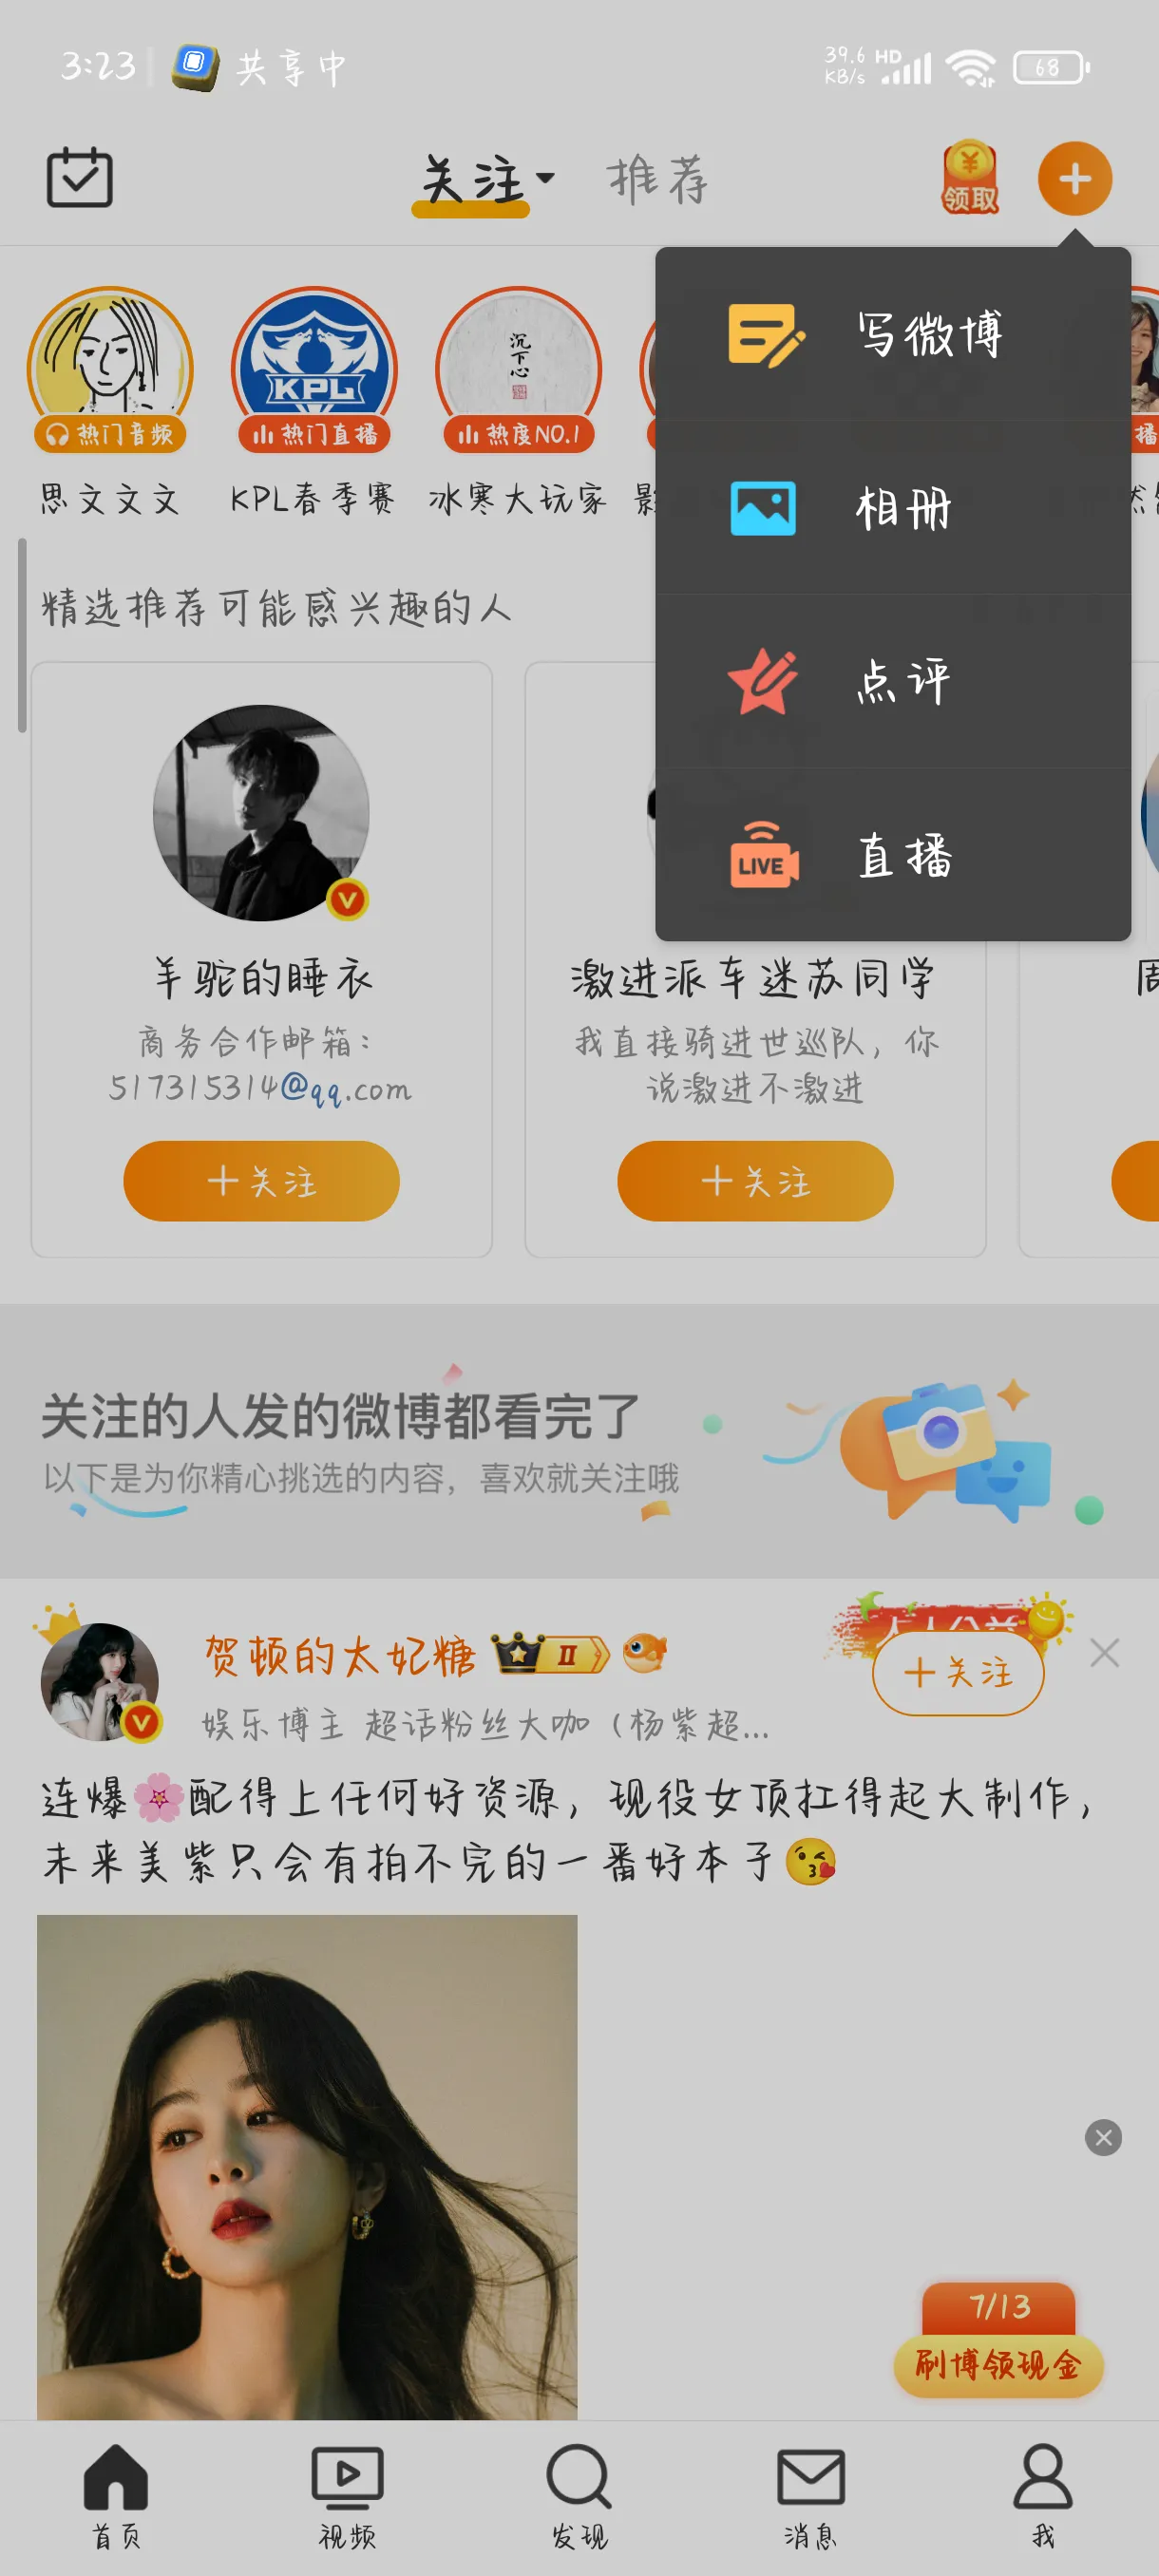 3:23
共享中
39.6 KB/s HD 68
关注 推荐
领取
写微博
相册
点评
直播
沉下心
KPL
热门音频 热门直播 热度NO.1 播
思文文文 KPL春季赛 冰寒大玩家 影 然
精选推荐可能感兴趣的人
LIVE
羊驼的睡衣
商务合作邮箱：
517315314@qq.com
+关注
激进派车迷苏同学
我直接骑进世巡队，你
说激进不激进
+关注
周
关注的人发的微博都看完了
以下是为你精心挑选的内容，喜欢就关注哦
贺顿的太妃糖 II
+关注
娱乐博主 超话粉丝大咖（杨紫超...
连爆🌸配得上任何好资源，现役女顶扛得起大制作，
未来美紫只会有拍不完的一番好本子😘
7/13
刷博领现金
首页 视频 发现 消息 我